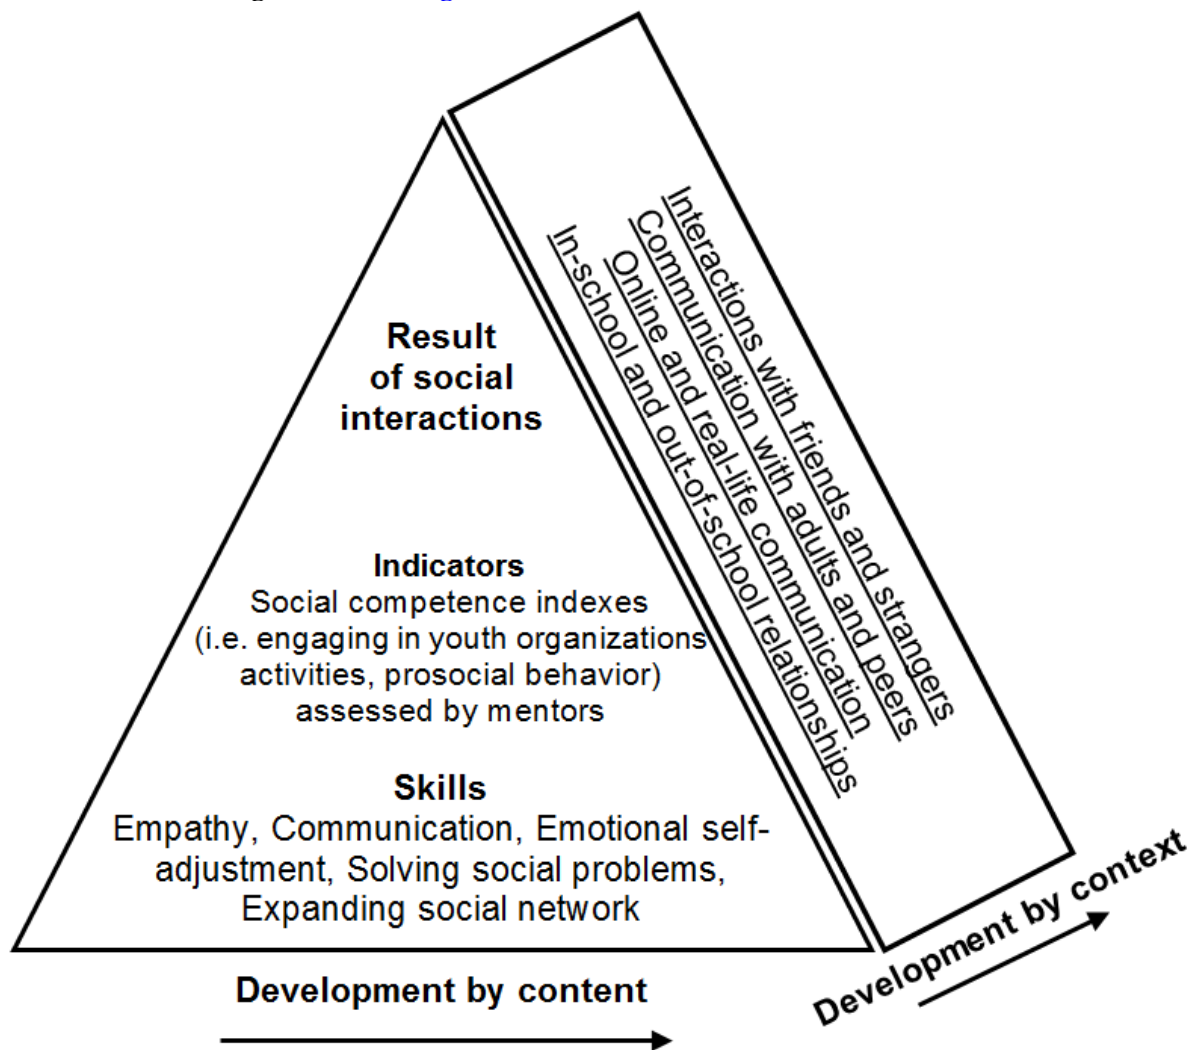 Result
of social
interactions
Indicators
Social competence indexes
(i.e. engaging in youth organizations
activities, prosocial behavior)
assessed by mentors
Skills
Empathy, Communication, Emotional self-
adjustment, Solving social problems,
Expanding social network
Development by content
In-school and out-of-school relationships
Online and real-life communication
Communication with adults and peers
Interactions with friends and strangers
Development by context